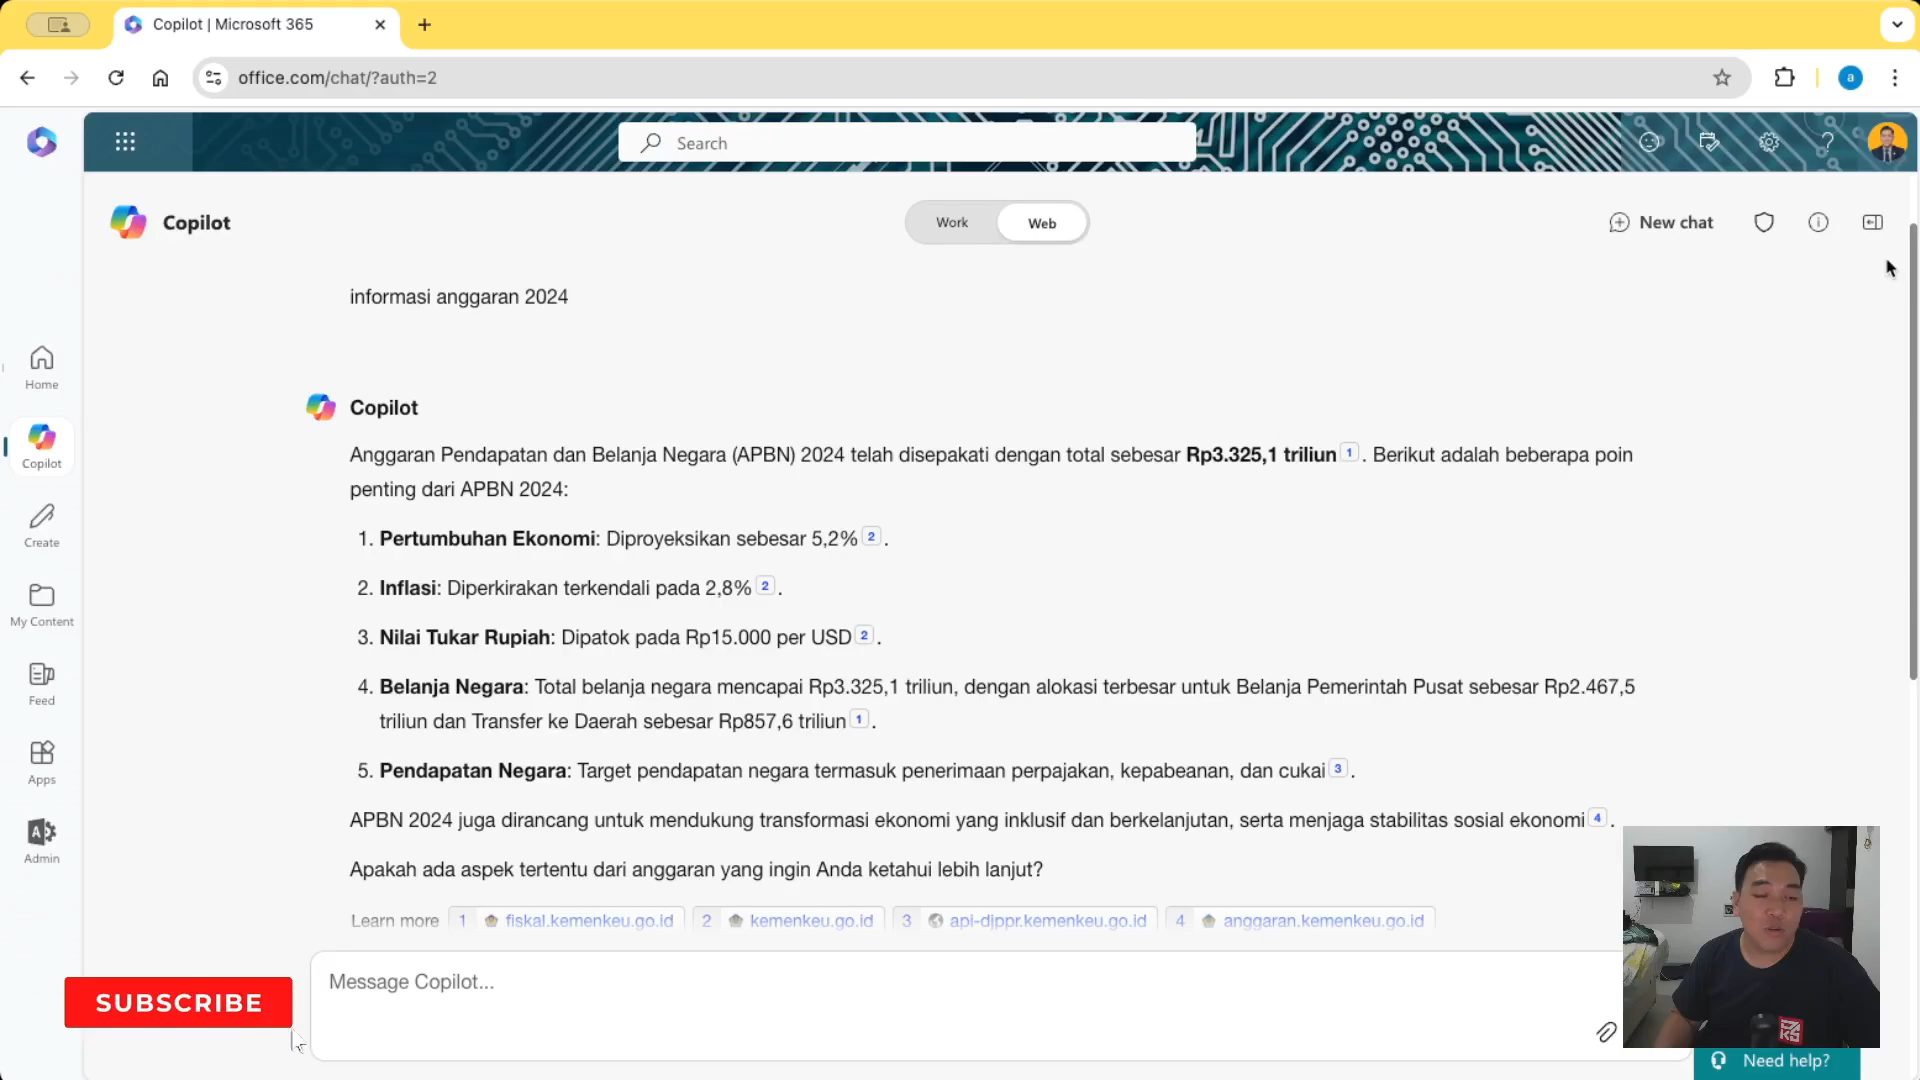 Copilot | Microsoft 365
office.com/chat/?auth=2
a
Search
Copilot
Work
Web
New chat
informasi anggaran 2024
Home
Copilot
Create
My Content
Feed
Apps
Admin
Copilot
Anggaran Pendapatan dan Belanja Negara (APBN) 2024 telah disepakati dengan total sebesar Rp3.325,1 triliun 1 . Berikut adalah beberapa poin
penting dari APBN 2024:
1. Pertumbuhan Ekonomi: Diproyeksikan sebesar 5,2% 2 .
2. Inflasi: Diperkirakan terkendali pada 2,8% 2 .
3. Nilai Tukar Rupiah: Dipatok pada Rp15.000 per USD 2 .
4. Belanja Negara: Total belanja negara mencapai Rp3.325,1 triliun, dengan alokasi terbesar untuk Belanja Pemerintah Pusat sebesar Rp2.467,5
triliun dan Transfer ke Daerah sebesar Rp857,6 triliun 1 .
5. Pendapatan Negara: Target pendapatan negara termasuk penerimaan perpajakan, kepabeanan, dan cukai 3 .
APBN 2024 juga dirancang untuk mendukung transformasi ekonomi yang inklusif dan berkelanjutan, serta menjaga stabilitas sosial ekonomi 4 .
Apakah ada aspek tertentu dari anggaran yang ingin Anda ketahui lebih lanjut?
Learn more 1 fiskal.kemenkeu.go.id 2 kemenkeu.go.id 3 api-djppr.kemenkeu.go.id 4 anggaran.kemenkeu.go.id
Message Copilot...
SUBSCRIBE
Need help?